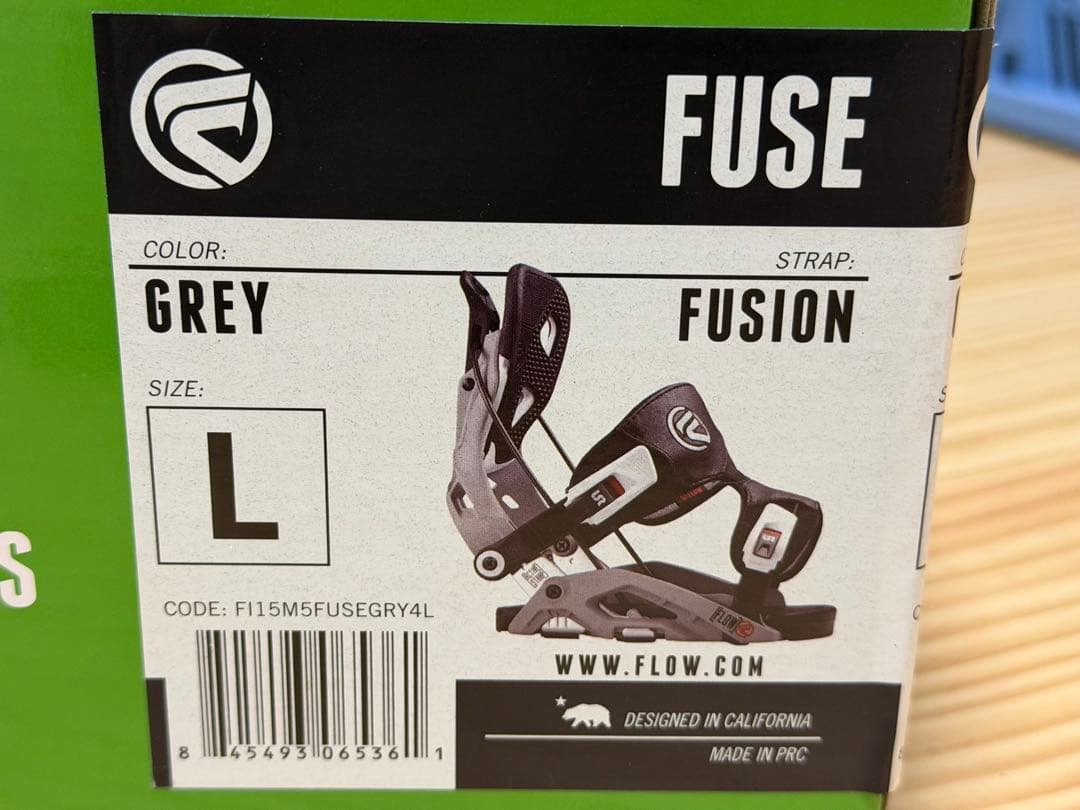 FUSE
COLOR:
STRAP:
GREY
FUSION
SIZE:
L
S
CODE: FI15M5FUSEGRY4L
FLOW
WWW.FLOW.COM
8 45493 06536 1
DESIGNED IN CALIFORNIA
MADE IN PRC